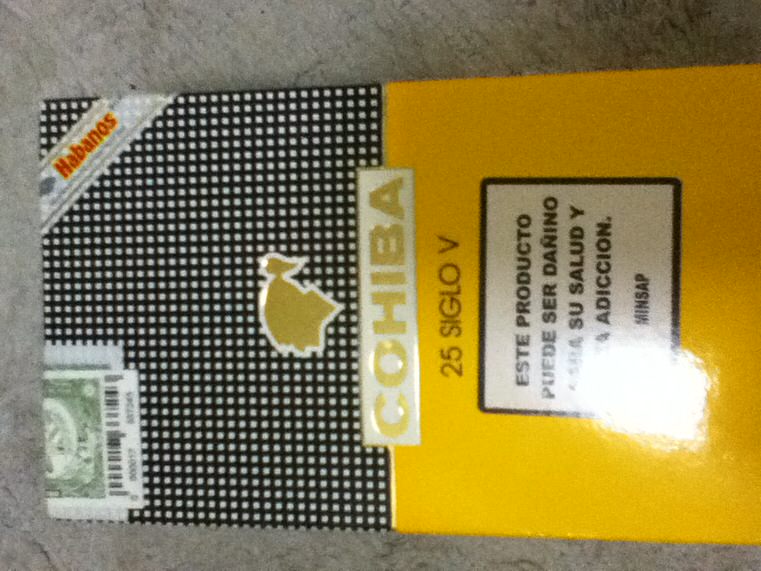 Habanos
COHIBA
25 SIGLO V
ESTE PRODUCTO
PUEDE SER DAÑINO
SU SALUD Y
ADICCION.
MINSAP